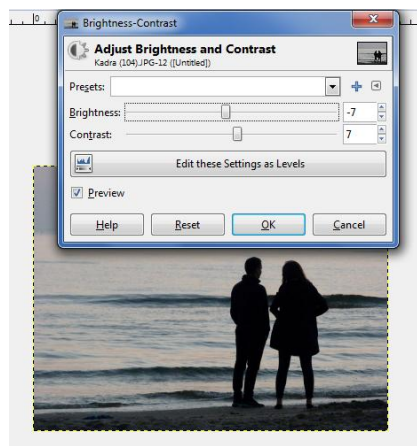 Brightness-Contrast
Adjust Brightness and Contrast
Kadra (104).JPG-12 ([Untitled])
Presets:
Brightness: -7
Contrast: 7
Edit these Settings as Levels
Preview
Help Reset OK Cancel